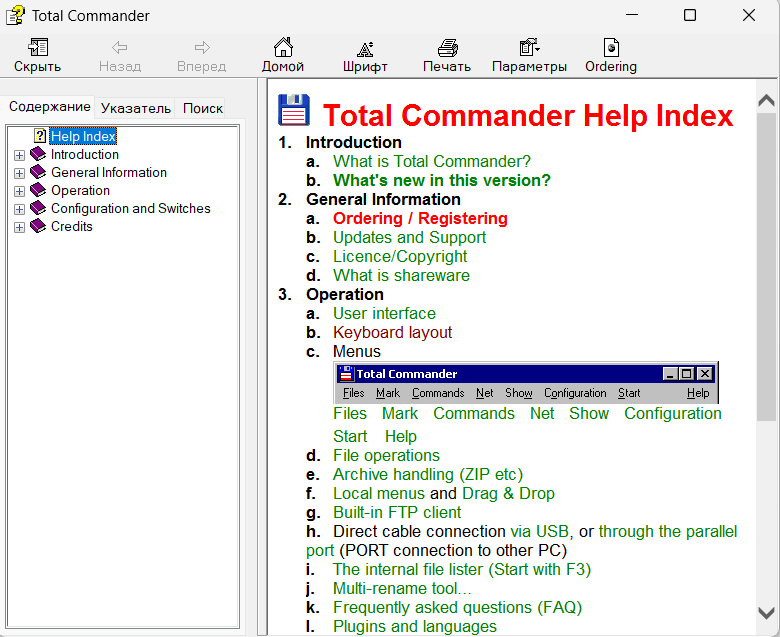 Total Commander
Скрыть Назад Вперед Домой Шрифт Печать Параметры Ordering
Содержание Указатель Поиск
Help Index
Introduction
General Information
Operation
Configuration and Switches
Credits
Total Commander Help Index
1. Introduction
a. What is Total Commander?
b. What's new in this version?
2. General Information
a. Ordering / Registering
b. Updates and Support
c. Licence/Copyright
d. What is shareware
3. Operation
a. User interface
b. Keyboard layout
c. Menus
Total Commander
Files Mark Commands Net Show Configuration Start Help
Files Mark Commands Net Show Configuration
Start Help
d. File operations
e. Archive handling (ZIP etc)
f. Local menus and Drag & Drop
g. Built-in FTP client
h. Direct cable connection via USB, or through the parallel
port (PORT connection to other PC)
i. The internal file lister (Start with F3)
j. Multi-rename tool...
k. Frequently asked questions (FAQ)
l. Plugins and languages